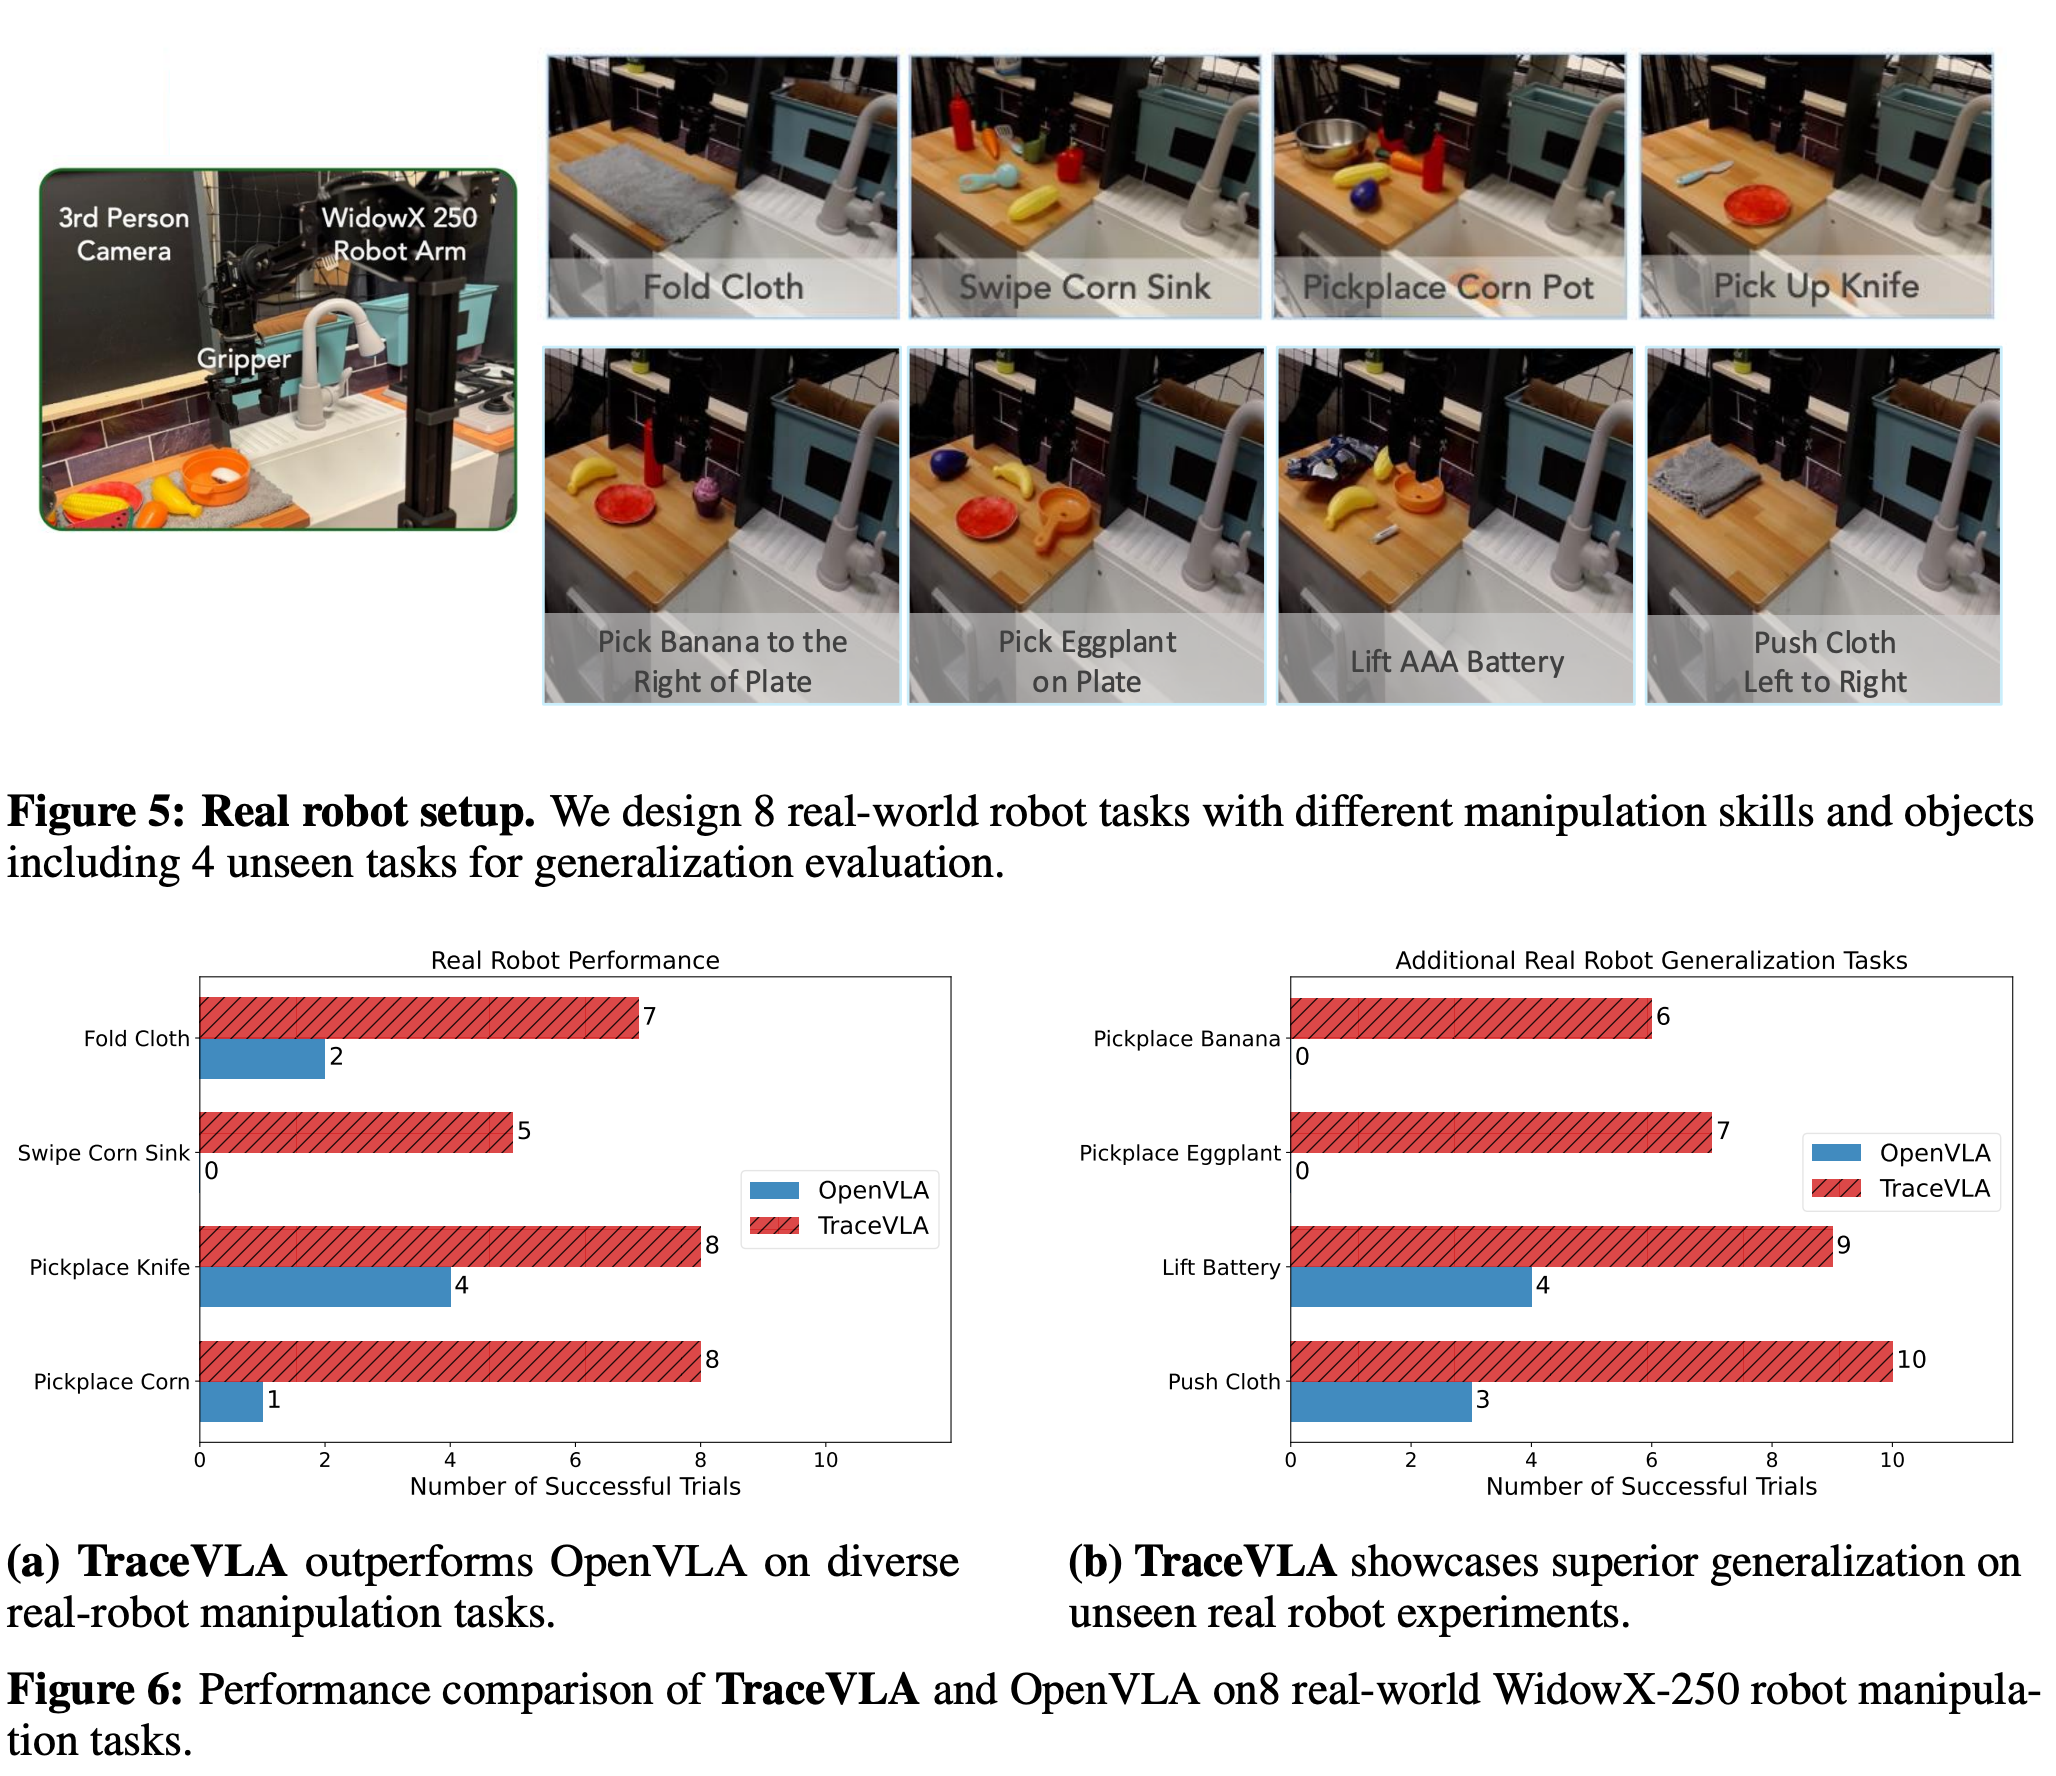 3rd Person
Camera
WidowX 250
Robot Arm
Gripper
Fold Cloth
Swipe Corn Sink
Pickplace Corn Pot
Pick Up Knife
Pick Banana to the
Right of Plate
Pick Eggplant
on Plate
Lift AAA Battery
Push Cloth
Left to Right
Figure 5: Real robot setup. We design 8 real-world robot tasks with different manipulation skills and objects
including 4 unseen tasks for generalization evaluation.
Real Robot Performance
Fold Cloth
7
2
Swipe Corn Sink
5
0
Pickplace Knife
8
4
Pickplace Corn
8
1
OpenVLA
TraceVLA
0 2 4 6 8 10
Number of Successful Trials
Additional Real Robot Generalization Tasks
Pickplace Banana
6
0
Pickplace Eggplant
7
0
Lift Battery
9
4
Push Cloth
10
3
OpenVLA
TraceVLA
0 2 4 6 8 10
Number of Successful Trials
(a) TraceVLA outperforms OpenVLA on diverse
real-robot manipulation tasks.
(b) TraceVLA showcases superior generalization on
unseen real robot experiments.
Figure 6: Performance comparison of TraceVLA and OpenVLA on8 real-world WidowX-250 robot manipula-
tion tasks.